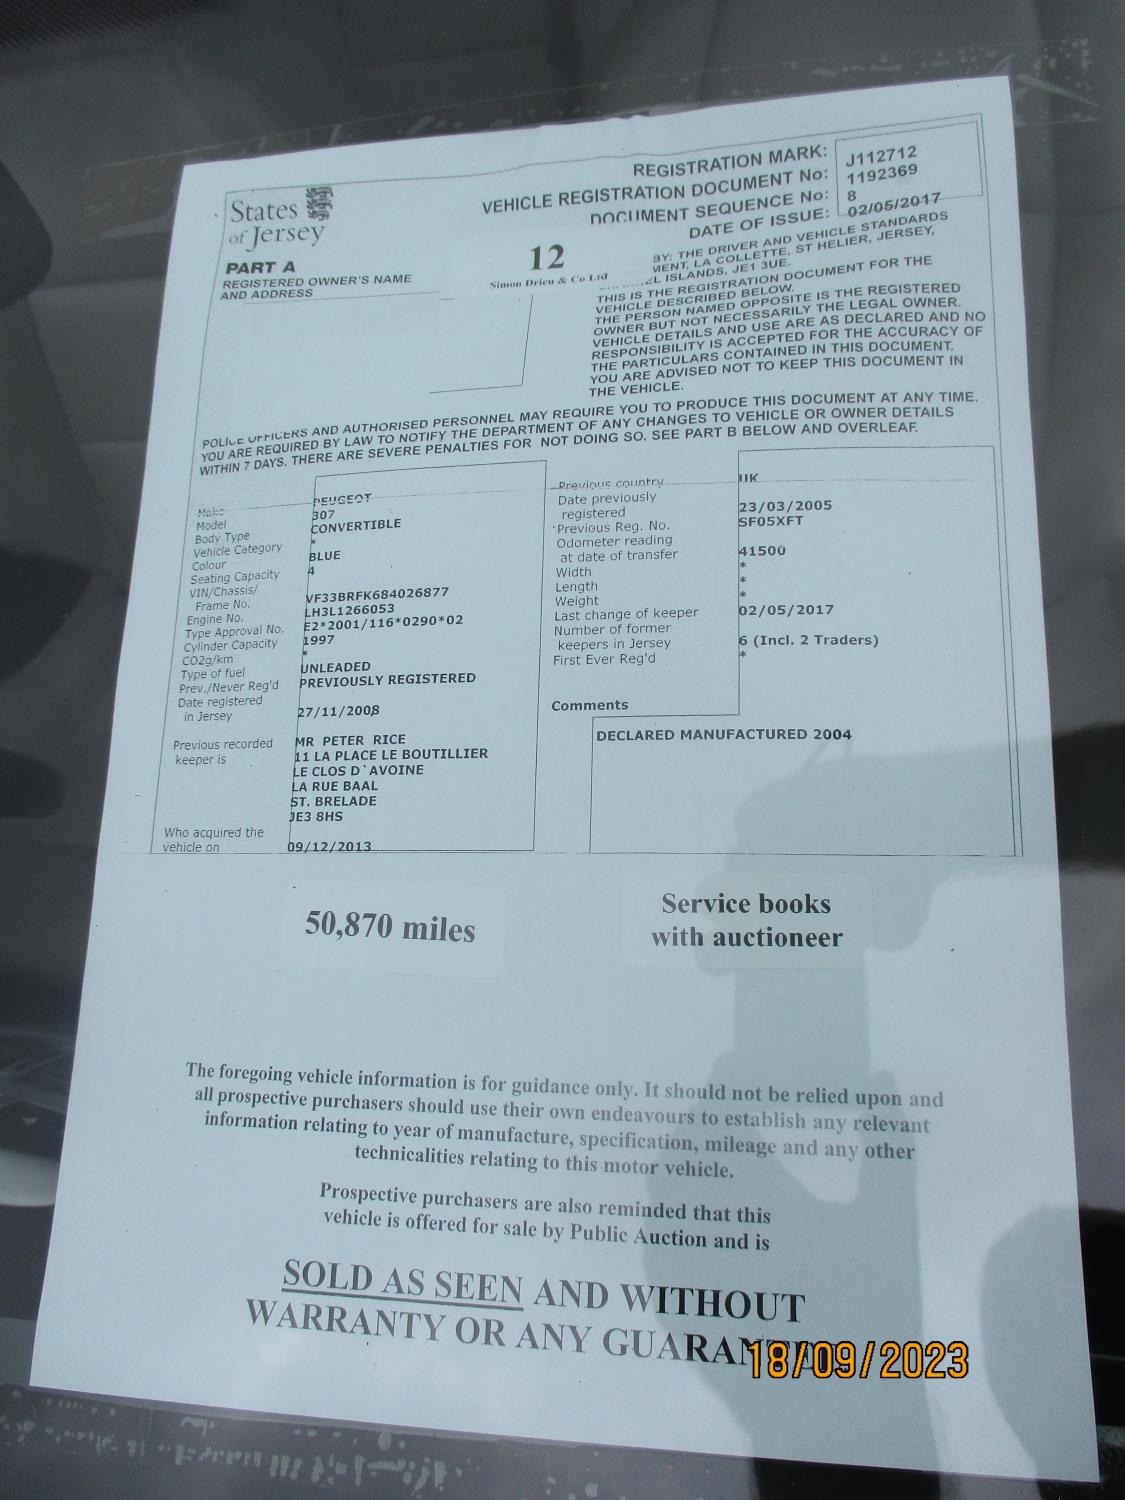 States
of Jersey
REGISTRATION MARK: J112712
VEHICLE REGISTRATION DOCUMENT No: 1192369
DOCUMENT SEQUENCE No: 8
DATE OF ISSUE: 02/05/2017
PART A
REGISTERED OWNER'S NAME
AND ADDRESS
12
Simon Drieu & Co Ltd
BY: THE DRIVER AND VEHICLE STANDARDS
MENT, LA COLLETTE, ST HELIER, JERSEY,
EL ISLANDS, JE1 3UE.
THIS IS THE REGISTRATION DOCUMENT FOR THE
VEHICLE DESCRIBED BELOW.
THE PERSON NAMED OPPOSITE IS THE REGISTERED
OWNER BUT NOT NECESSARILY THE LEGAL OWNER.
VEHICLE DETAILS AND USE ARE AS DECLARED AND NO
RESPONSIBILITY IS ACCEPTED FOR THE ACCURACY OF
THE PARTICULARS CONTAINED IN THIS DOCUMENT.
YOU ARE ADVISED NOT TO KEEP THIS DOCUMENT IN
THE VEHICLE.
POLICE OFFICERS AND AUTHORISED PERSONNEL MAY REQUIRE YOU TO PRODUCE THIS DOCUMENT AT ANY TIME.
YOU ARE REQUIRED BY LAW TO NOTIFY THE DEPARTMENT OF ANY CHANGES TO VEHICLE OR OWNER DETAILS
WITHIN 7 DAYS. THERE ARE SEVERE PENALTIES FOR NOT DOING SO. SEE PART B BELOW AND OVERLEAF.
Make PEUGEOT
Model 307
Body Type CONVERTIBLE
Vehicle Category *
Colour BLUE
Seating Capacity 4
VIN/Chassis/
Frame No. VF33BRFK684026877
Engine No. LH3L1266053
Type Approval No. E2*2001/116*0290*02
Cylinder Capacity 1997
CO2g/km *
Type of fuel UNLEADED
Prev./Never Reg'd PREVIOUSLY REGISTERED
Date registered
in Jersey 27/11/2008
Previous recorded MR PETER RICE
keeper is 11 LA PLACE LE BOUTILLIER
LE CLOS D`AVOINE
LA RUE BAAL
ST. BRELADE
JE3 8HS
Who acquired the
vehicle on 09/12/2013
Previous country UK
Date previously
registered 23/03/2005
Previous Reg. No. SF05XFT
Odometer reading
at date of transfer 41500
Width *
Length *
Weight *
Last change of keeper 02/05/2017
Number of former
keepers in Jersey 6 (Incl. 2 Traders)
First Ever Reg'd *
Comments
DECLARED MANUFACTURED 2004
50,870 miles
Service books
with auctioneer
The foregoing vehicle information is for guidance only. It should not be relied upon and
all prospective purchasers should use their own endeavours to establish any relevant
information relating to year of manufacture, specification, mileage and any other
technicalities relating to this motor vehicle.
Prospective purchasers are also reminded that this
vehicle is offered for sale by Public Auction and is
SOLD AS SEEN AND WITHOUT
WARRANTY OR ANY GUARANTEE
18/09/2023